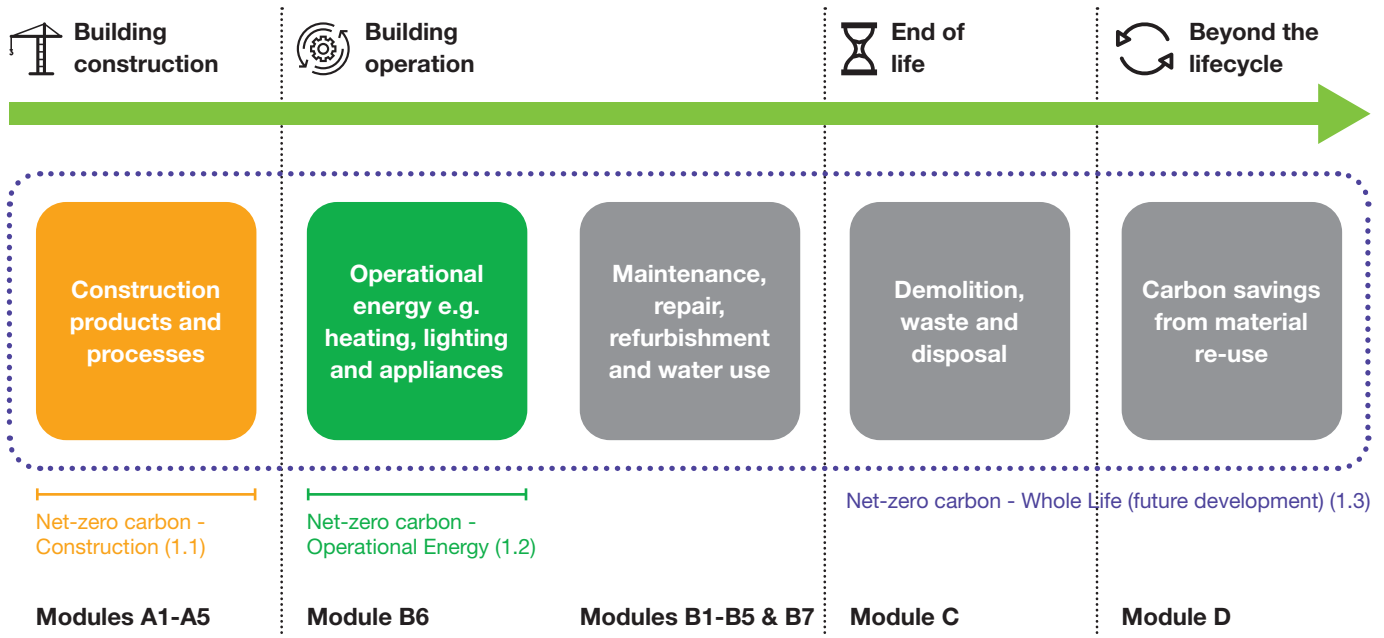 Building
construction
Building
operation
End of
life
Beyond the
lifecycle
Construction
products and
processes
Operational
energy e.g.
heating, lighting
and appliances
Maintenance,
repair,
refurbishment
and water use
Demolition,
waste and
disposal
Carbon savings
from material
re-use
Net-zero carbon -
Construction (1.1)
Net-zero carbon -
Operational Energy (1.2)
Net-zero carbon - Whole Life (future development) (1.3)
Modules A1-A5
Module B6
Modules B1-B5 & B7
Module C
Module D